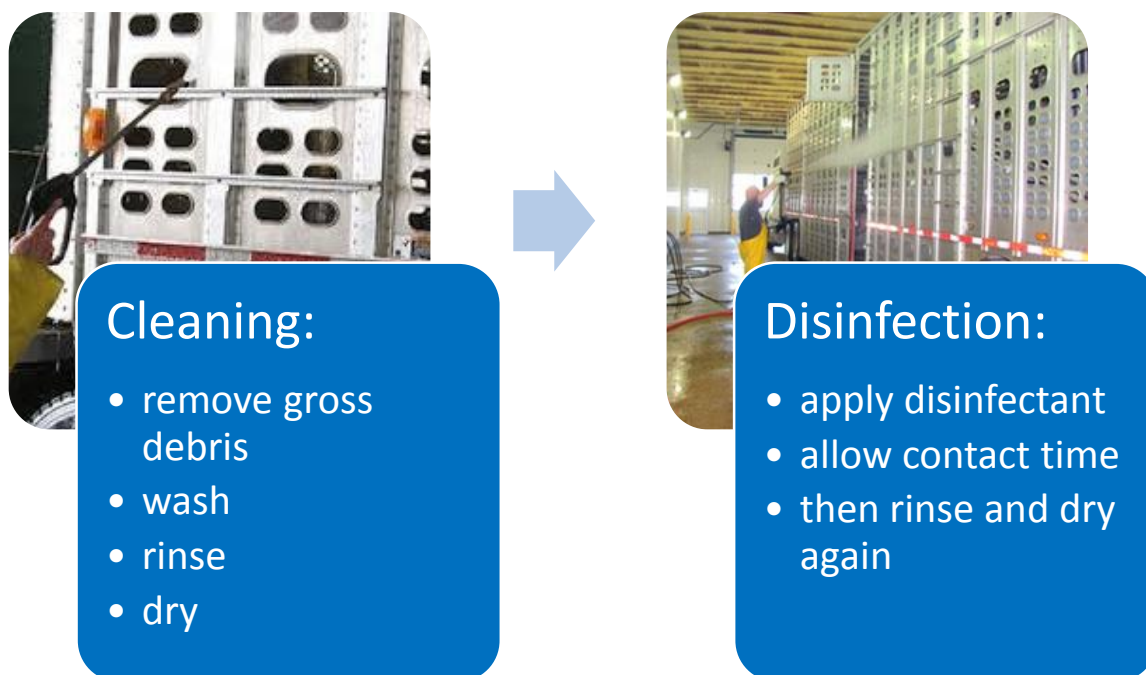 Cleaning:
• remove gross
debris
• wash
• rinse
• dry
Disinfection:
• apply disinfectant
• allow contact time
• then rinse and dry
again